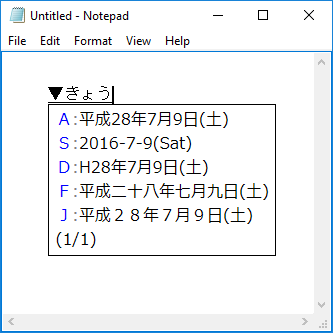 Untitled - Notepad
File Edit Format View Help
▼きょう
A:平成28年7月9日(土)
S:2016-7-9(Sat)
D:H28年7月9日(土)
F:平成二十八年七月九日(土)
J:平成２８年７月９日(土)
(1/1)